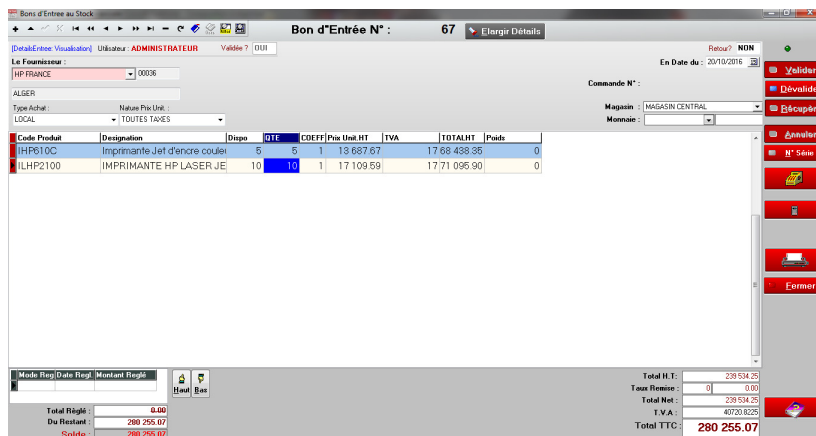 Bons d'Entree au Stock
Bon d"Entrée N° : 67 Elargir Détails
[DetailsEntree: Visualisation] Utilisateur : ADMINISTRATEUR Validée ? OUI Retour? NON
Le Fournisseur : En Date du : 20/10/2016
HP FRANCE 00036
Commande N° :
ALGER
Type Achat : Nature Prix Unit. : Magasin : MAGASIN CENTRAL
LOCAL TOUTES TAXES Monnaie :
Valider
Dévalide
Récupér
Annuler
N° Série
Fermer
Code Produit Designation Dispo QTE COEFF Prix Unit.HT TVA TOTALHT Poids
IHP610C Imprimante Jet d'encre couleu 5 5 1 13 687.67 17 68 438.35 0
ILHP2100 IMPRIMANTE HP LASER JE 10 10 1 17 109.59 17 171 095.90 0
Mode Reg Date Regl. Montant Reglé
Haut Bas
Total Règlé : 0.00
Du Restant : 280 255.07
Solde : 280 255.07
Total H.T: 239 534.25
Taux Remise : 0 0.00
Total Net : 239 534.25
T.V.A : 40720.8225
Total TTC : 280 255.07